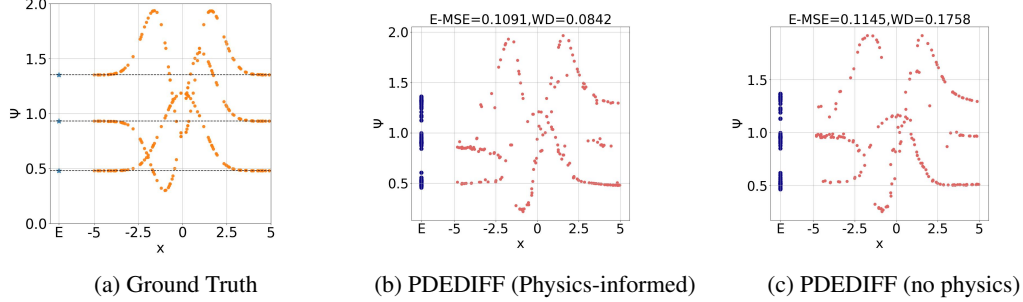 E-MSE=0.1091,WD=0.0842
E-MSE=0.1145,WD=0.1758
2.0
1.5
1.0
0.5
0.0
Ψ
E -5 -2.5 0 2.5 5
x
2.0
1.5
1.0
0.5
Ψ
E -5 -2.5 0 2.5 5
x
1.5
1.0
0.5
Ψ
E -5 -2.5 0 2.5 5
x
(a) Ground Truth
(b) PDEDIFF (Physics-informed)
(c) PDEDIFF (no physics)